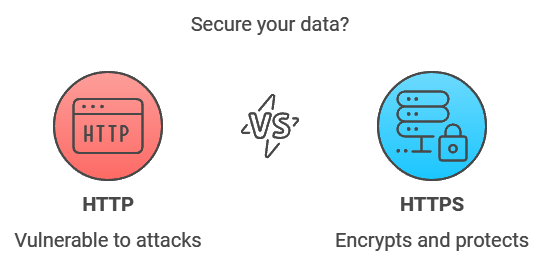 Secure your data?
HTTP
VS
HTTP
HTTPS
Vulnerable to attacks
Encrypts and protects